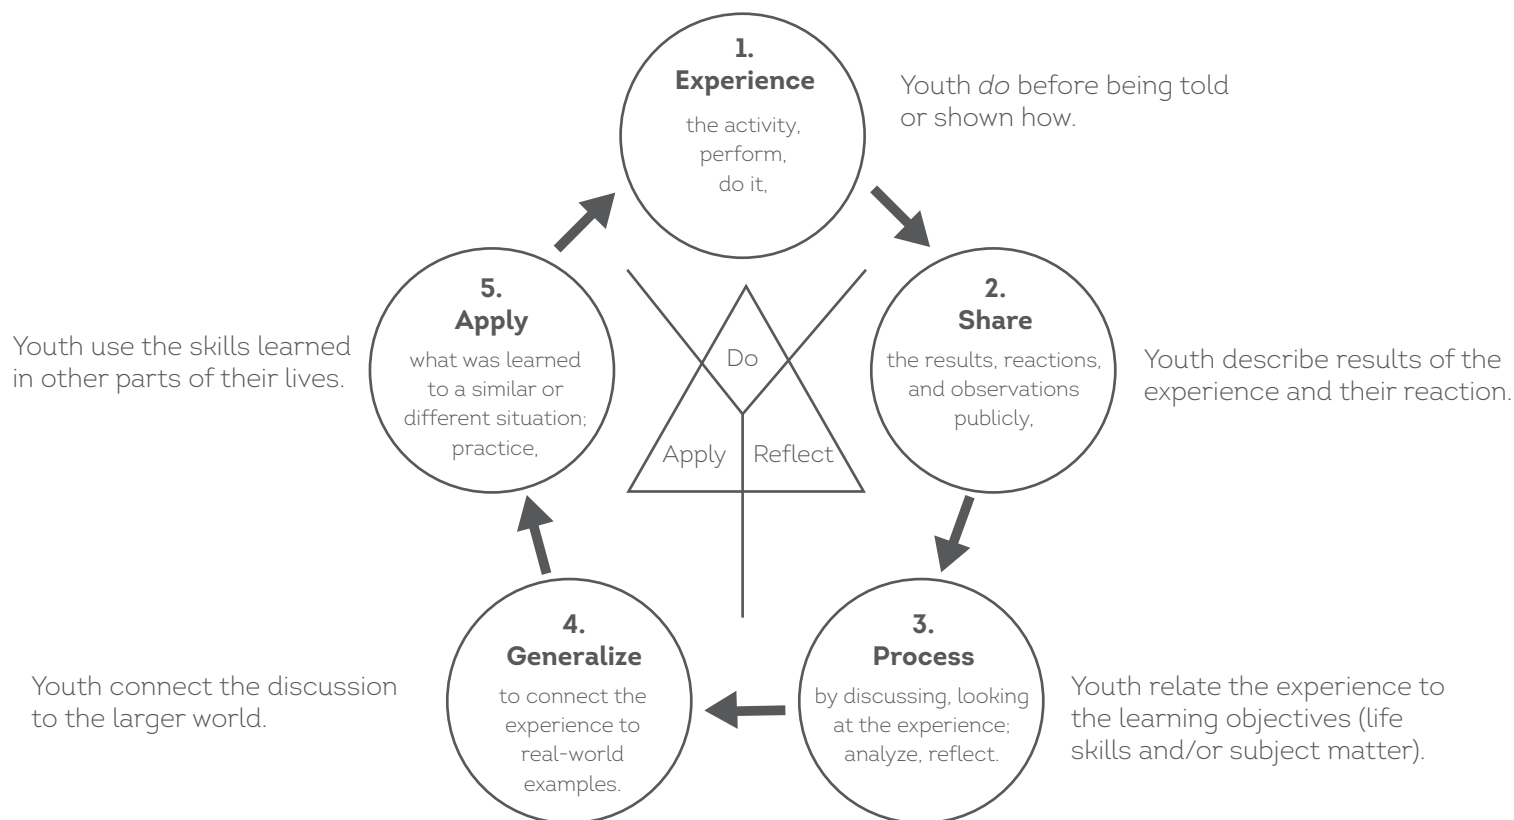 1.
Experience
the activity,
perform,
do it,
Youth do before being told
or shown how.
2.
Share
the results, reactions,
and observations
publicly,
Youth describe results of the
experience and their reaction.
3.
Process
by discussing, looking
at the experience;
analyze, reflect.
Youth relate the experience to
the learning objectives (life
skills and/or subject matter).
4.
Generalize
to connect the
experience to
real-world
examples.
Youth connect the discussion
to the larger world.
5.
Apply
what was learned
to a similar or
different situation;
practice,
Youth use the skills learned
in other parts of their lives.
Do
Apply
Reflect